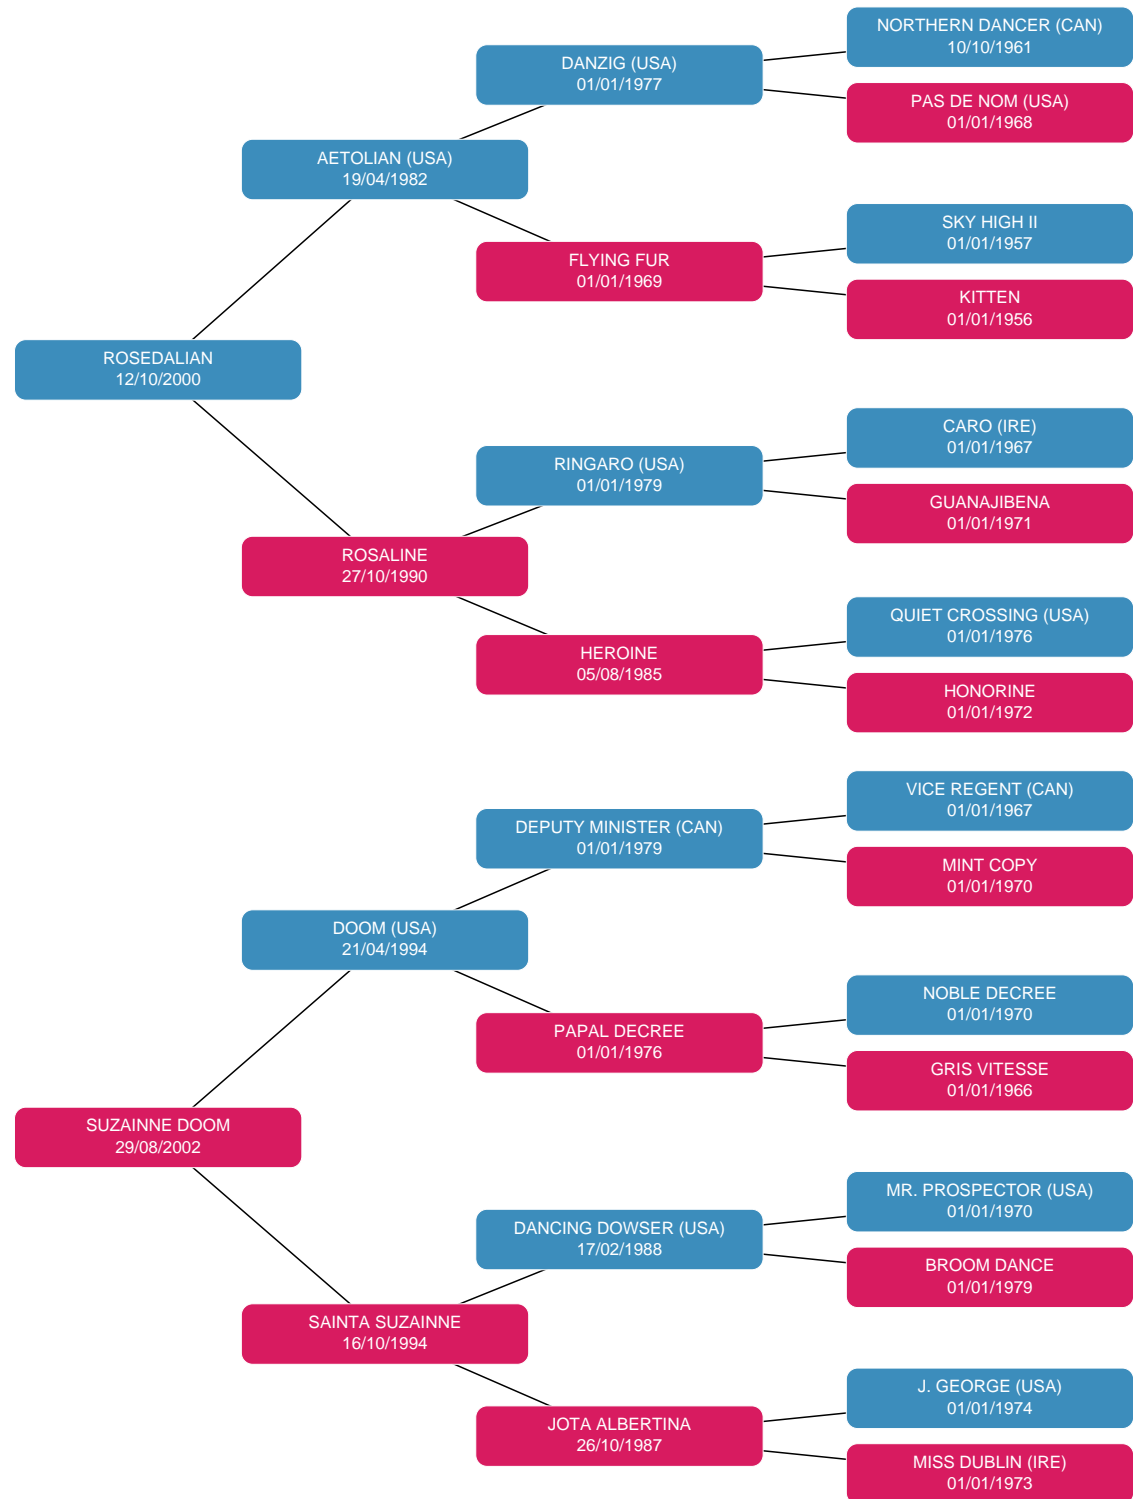 NORTHERN DANCER (CAN)
10/10/1961
DANZIG (USA)
01/01/1977
PAS DE NOM (USA)
01/01/1968
AETOLIAN (USA)
19/04/1982
SKY HIGH II
01/01/1957
FLYING FUR
01/01/1969
KITTEN
01/01/1956
ROSEDALIAN
12/10/2000
CARO (IRE)
01/01/1967
RINGARO (USA)
01/01/1979
GUANAJIBENA
01/01/1971
ROSALINE
27/10/1990
QUIET CROSSING (USA)
01/01/1976
HEROINE
05/08/1985
HONORINE
01/01/1972
VICE REGENT (CAN)
01/01/1967
DEPUTY MINISTER (CAN)
01/01/1979
MINT COPY
01/01/1970
DOOM (USA)
21/04/1994
NOBLE DECREE
01/01/1970
PAPAL DECREE
01/01/1976
GRIS VITESSE
01/01/1966
SUZAINNE DOOM
29/08/2002
MR. PROSPECTOR (USA)
01/01/1970
DANCING DOWSER (USA)
17/02/1988
BROOM DANCE
01/01/1979
SAINTA SUZAINNE
16/10/1994
J. GEORGE (USA)
01/01/1974
JOTA ALBERTINA
26/10/1987
MISS DUBLIN (IRE)
01/01/1973